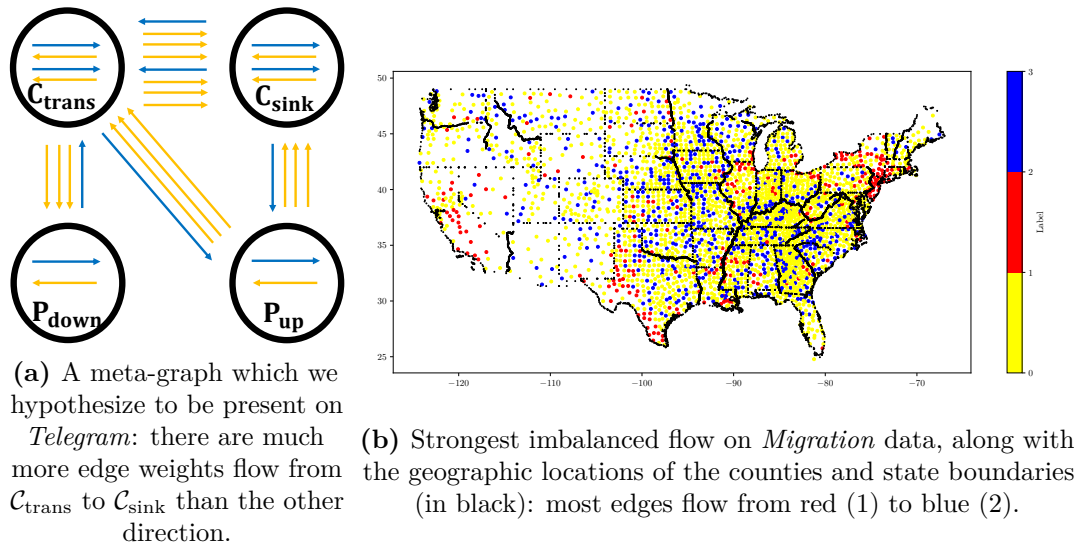 C_trans
C_sink
P_down
P_up
(a) A meta-graph which we
hypothesize to be present on
Telegram: there are much
more edge weights flow from
C_trans to C_sink than the other
direction.
50
45
40
35
30
25
−120
−110
−100
−90
−80
−70
3
2
1
0
Label
(b) Strongest imbalanced flow on Migration data, along with
the geographic locations of the counties and state boundaries
(in black): most edges flow from red (1) to blue (2).